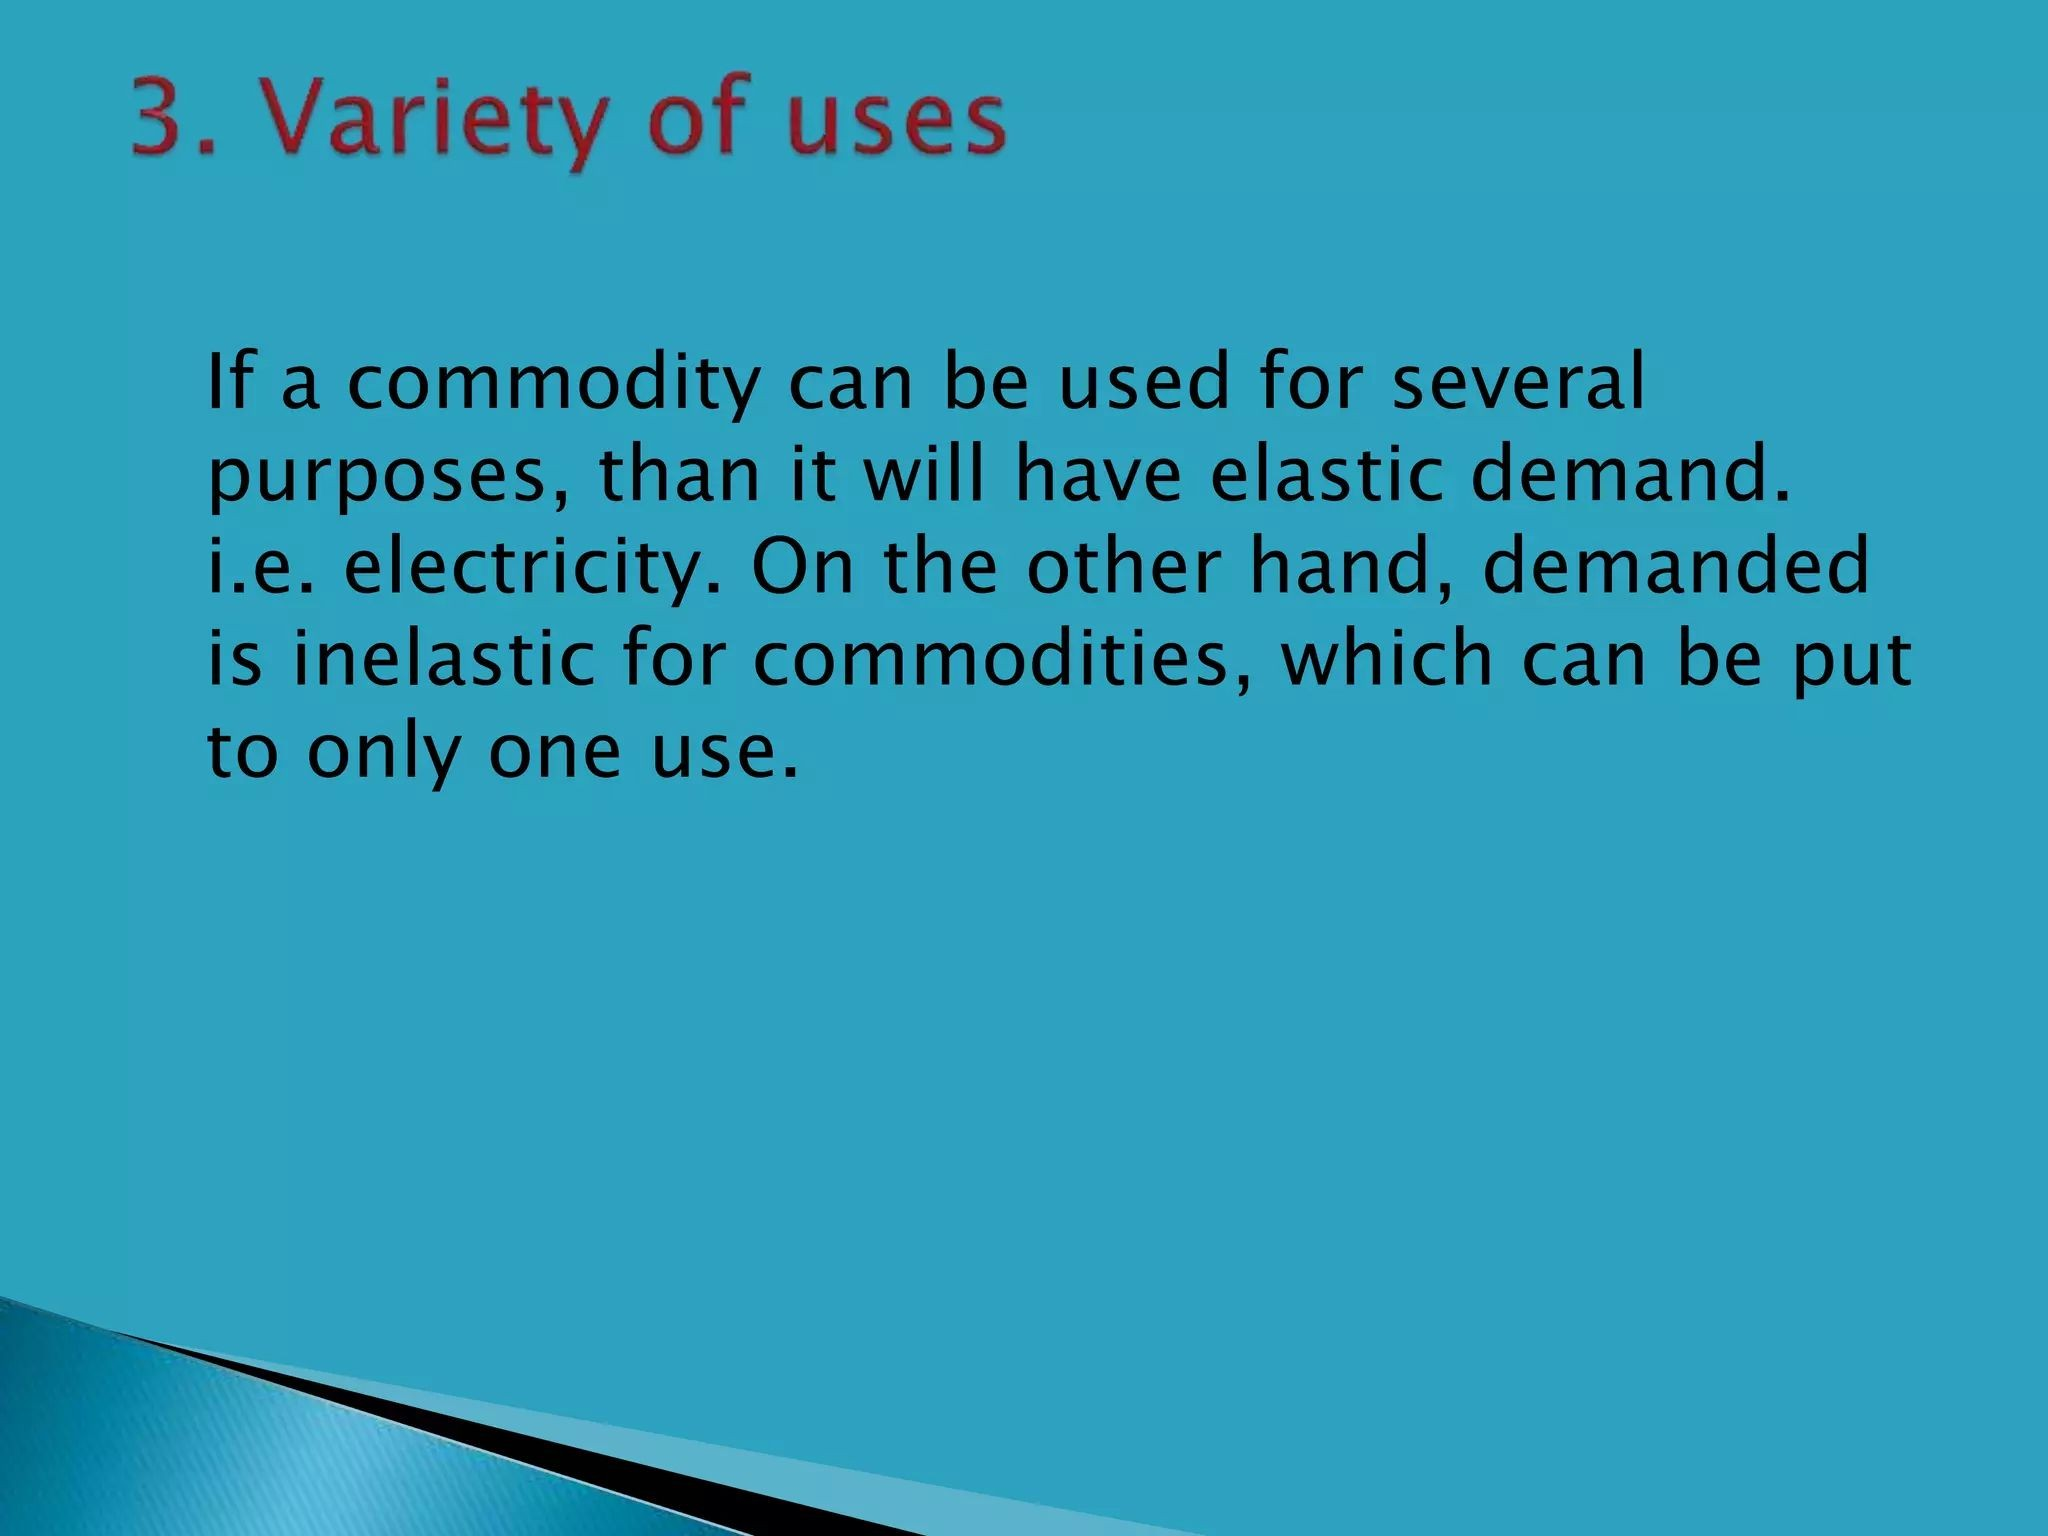 3. Variety of uses
If a commodity can be used for several
purposes, than it will have elastic demand.
i.e. electricity. On the other hand, demanded
is inelastic for commodities, which can be put
to only one use.